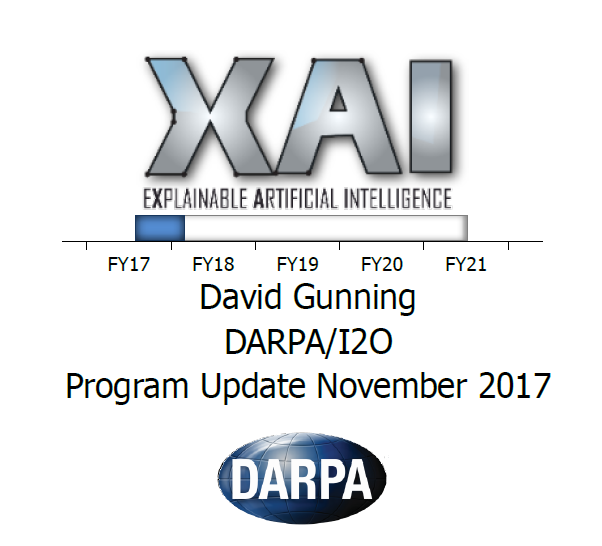 XAI
EXPLAINABLE ARTIFICIAL INTELLIGENCE
FY17 FY18 FY19 FY20 FY21
David Gunning
DARPA/I2O
Program Update November 2017
DARPA